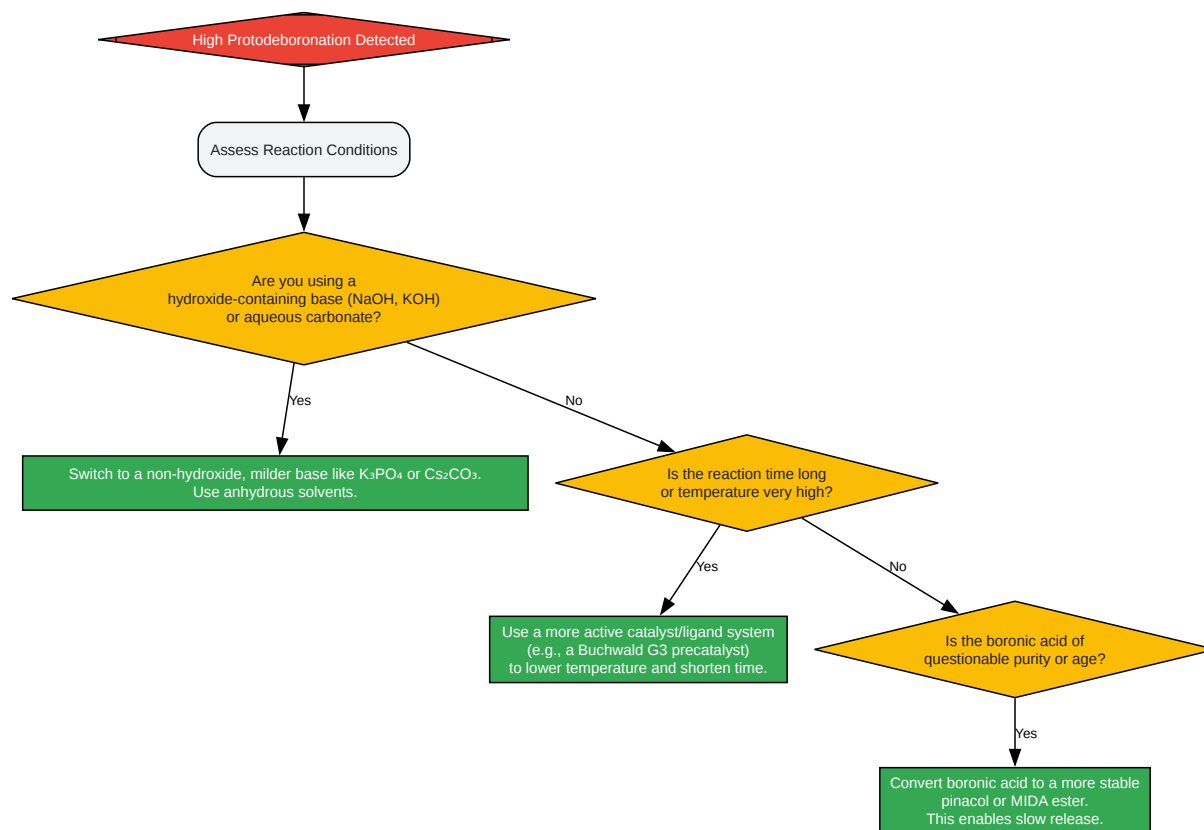 High Protodeboronation Detected
Assess Reaction Conditions
Are you using a
hydroxide-containing base (NaOH, KOH)
or aqueous carbonate?
Yes
No
Switch to a non-hydroxide, milder base like K₃PO₄ or Cs₂CO₃.
Use anhydrous solvents.
Is the reaction time long
or temperature very high?
Yes
No
Use a more active catalyst/ligand system
(e.g., a Buchwald G3 precatalyst)
to lower temperature and shorten time.
Is the boronic acid of
questionable purity or age?
Yes
Convert boronic acid to a more stable
pinacol or MIDA ester.
This enables slow release.